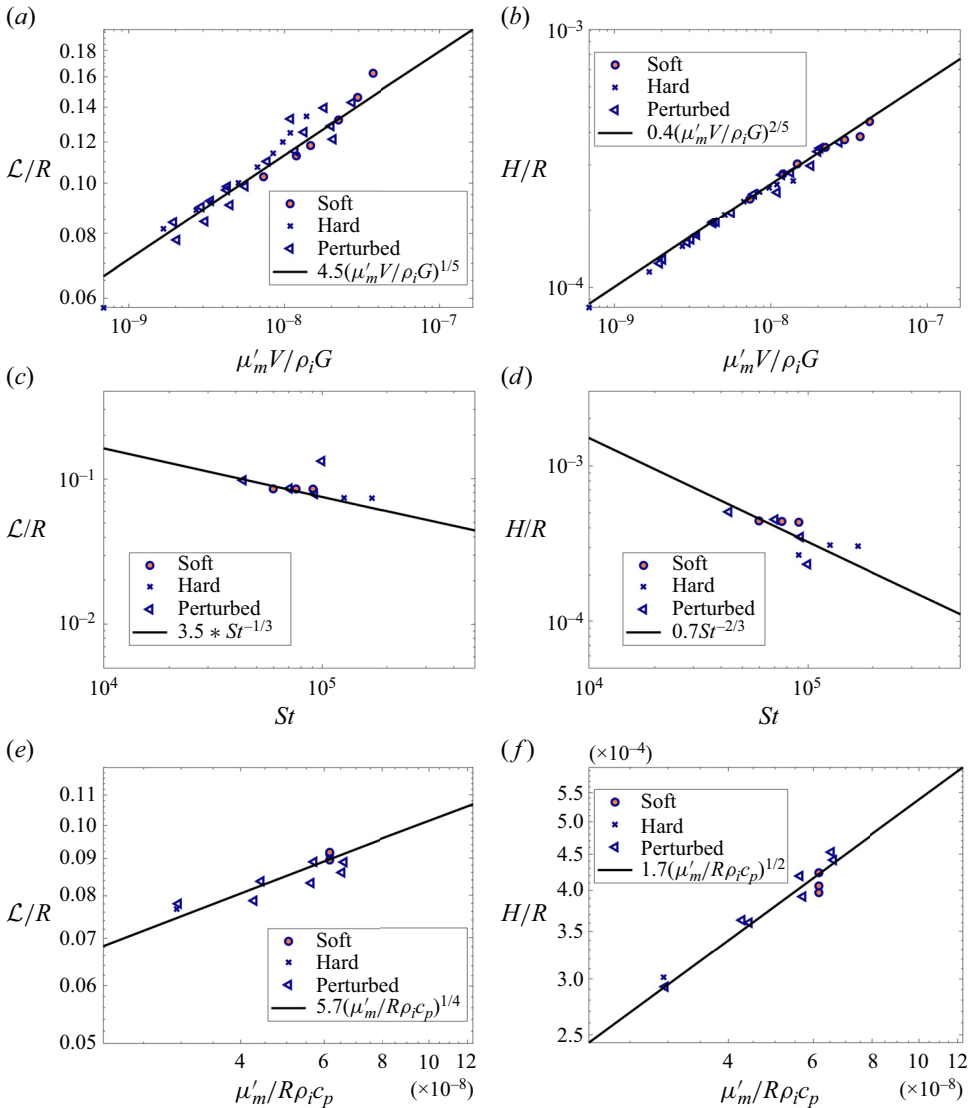 (a)
0.18
0.16
0.14
0.12
0.10
0.08
0.06
ℒ/R
Soft
Hard
Perturbed
4.5(μ′ₘV/ρᵢG)^{1/5}
10⁻⁹
10⁻⁸
10⁻⁷
μ′ₘV/ρᵢG
(b)
10⁻³
10⁻⁴
H/R
Soft
Hard
Perturbed
0.4(μ′ₘV/ρᵢG)^{2/5}
10⁻⁹
10⁻⁸
10⁻⁷
μ′ₘV/ρᵢG
(c)
10⁻¹
10⁻²
ℒ/R
Soft
Hard
Perturbed
3.5 * St^{-1/3}
10⁴
10⁵
St
(d)
10⁻³
10⁻⁴
H/R
Soft
Hard
Perturbed
0.7St^{-2/3}
10⁴
10⁵
St
(e)
0.11
0.10
0.09
0.08
0.07
0.05
ℒ/R
Soft
Hard
Perturbed
5.7(μ′ₘ/Rρᵢcₚ)^{1/4}
4
6
8
10
12
μ′ₘ/Rρᵢcₚ
(×10⁻⁸)
(f)
(×10⁻⁴)
5.5
5.0
4.5
4.0
3.5
3.0
2.5
H/R
Soft
Hard
Perturbed
1.7(μ′ₘ/Rρᵢcₚ)^{1/2}
4
6
8
10
12
μ′ₘ/Rρᵢcₚ
(×10⁻⁸)